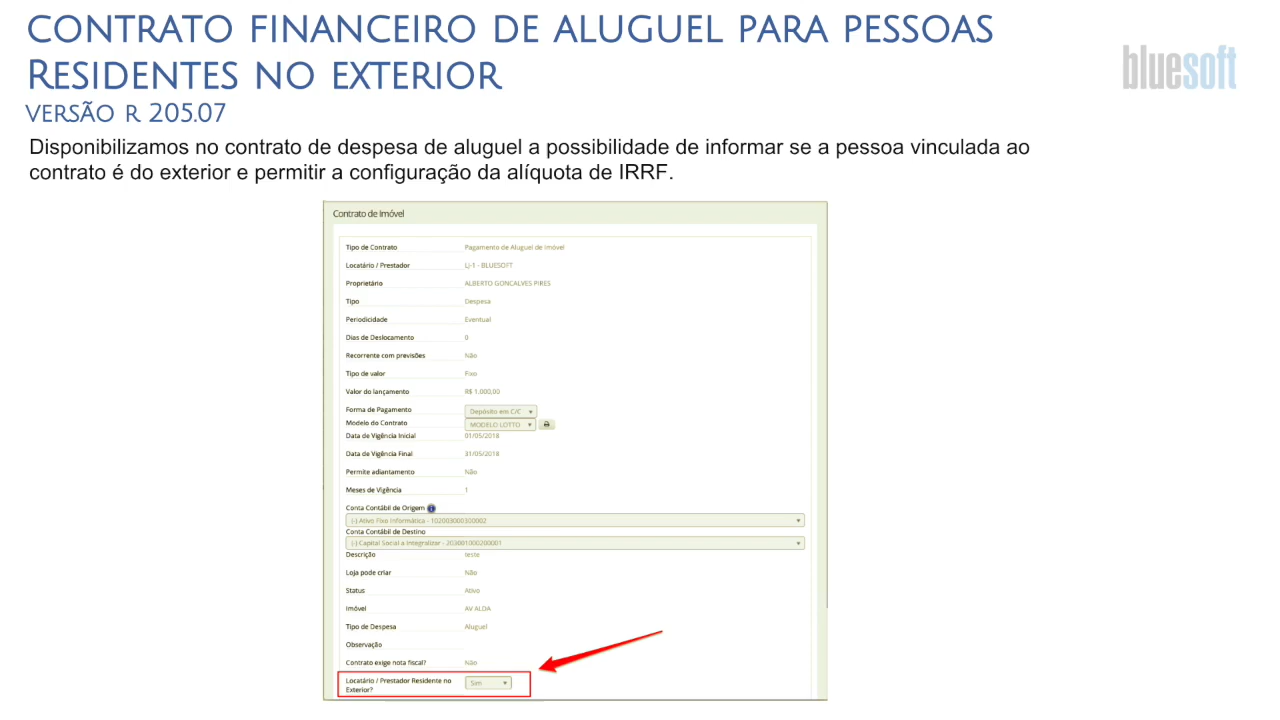 CONTRATO FINANCEIRO DE ALUGUEL PARA PESSOAS
RESIDENTES NO EXTERIOR
VERSÃO R 205.07
bluesoft
Disponibilizamos no contrato de despesa de aluguel a possibilidade de informar se a pessoa vinculada ao
contrato é do exterior e permitir a configuração da alíquota de IRRF.
Contrato de Imóvel
Tipo de Contrato Pagamento de Aluguel de Imóvel
Locatário / Prestador Lj-1 - BLUESOFT
Proprietário ALBERTO GONCALVES PIRES
Tipo Despesa
Periodicidade Eventual
Dias de Deslocamento 0
Recorrente com previsões Não
Tipo de valor Fixo
Valor do lançamento R$ 1.000,00
Forma de Pagamento Depósito em C/C
Modelo do Contrato MODELO LOTTO
Data de Vigência Inicial 01/05/2018
Data de Vigência Final 31/05/2018
Permite adiantamento Não
Meses de Vigência 1
Conta Contábil de Origem
(-) Ativo Fixo Informática - 102003000300002
Conta Contábil de Destino
(-) Capital Social a Integralizar - 203001000200001
Descrição teste
Loja pode criar Não
Status Ativo
Imóvel AV ALDA
Tipo de Despesa Aluguel
Observação
Contrato exige nota fiscal? Não
Locatário / Prestador Residente no Sim
Exterior?